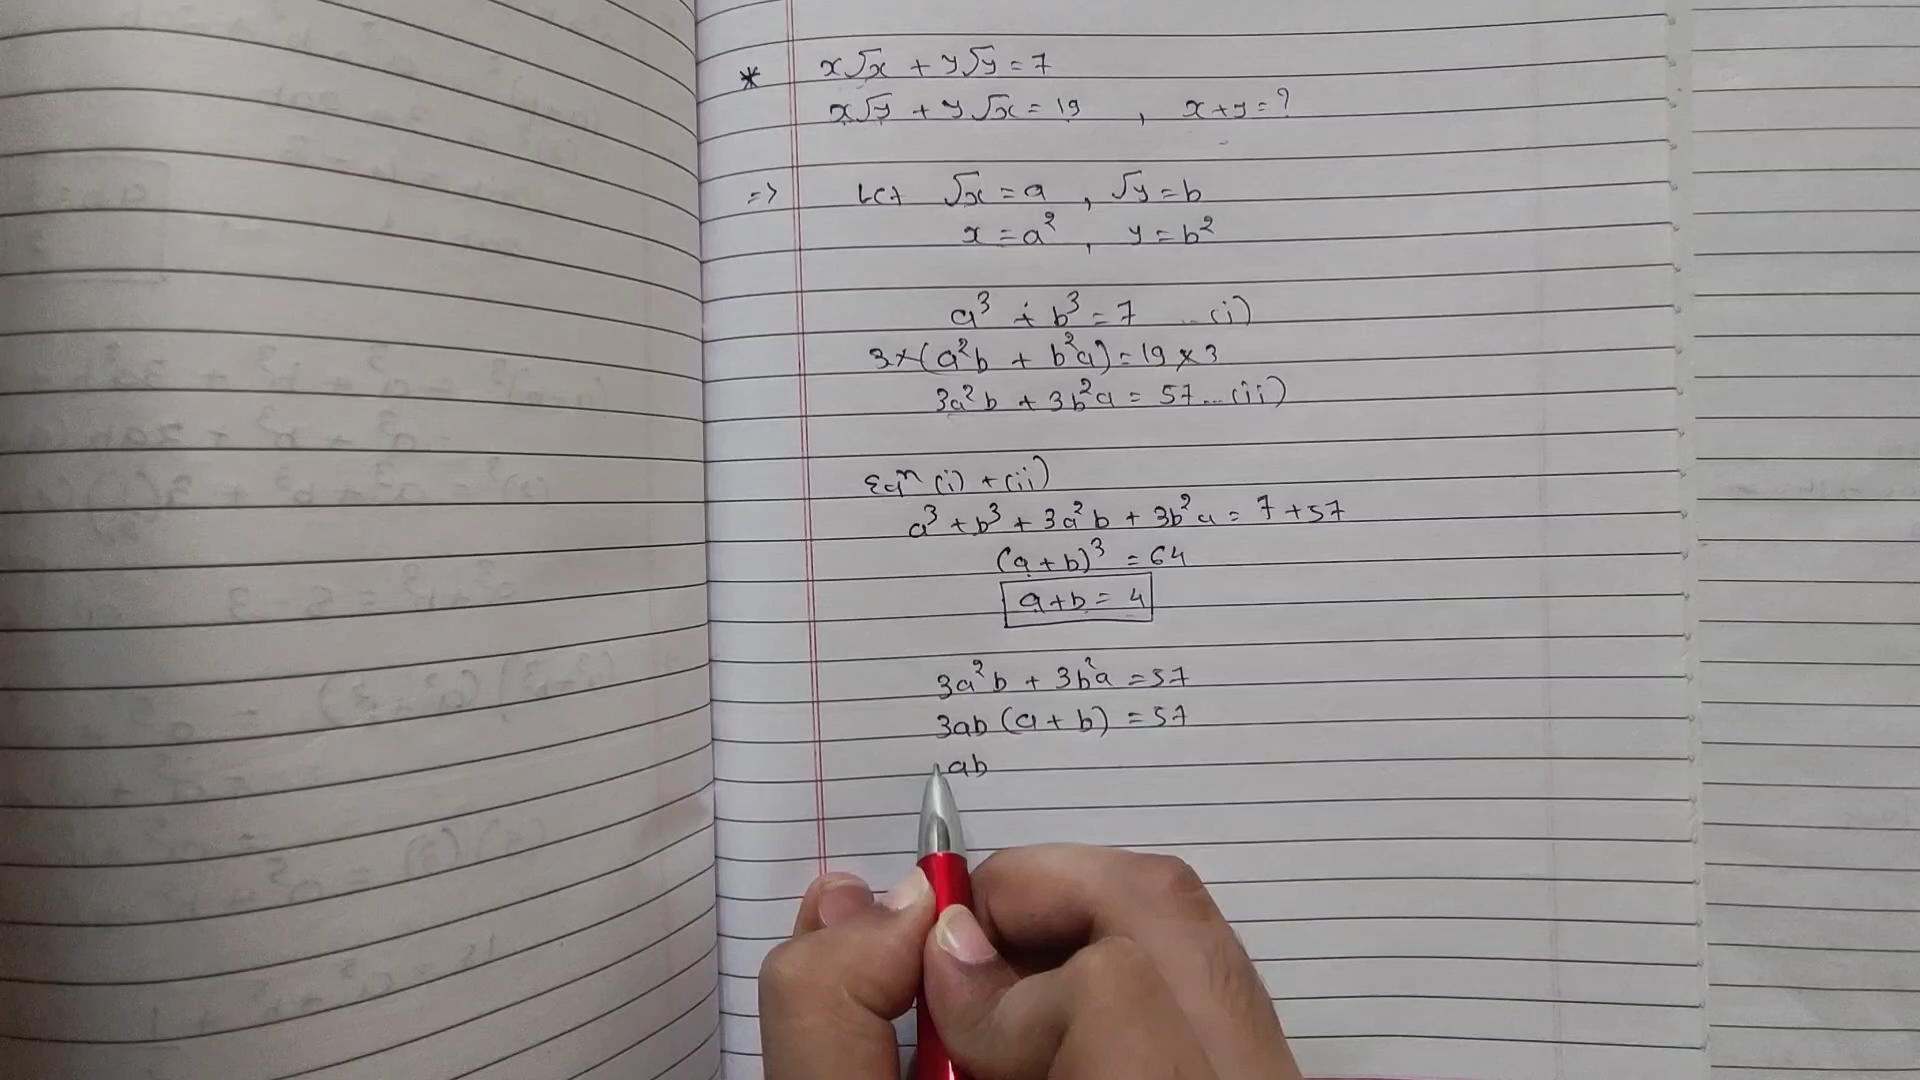 * x√x + y√y = 7
x√y + y√x = 19 , x + y = ?
=> Let √x = a , √y = b
x = a² , y = b²
a³ + b³ = 7 ...(i)
3×(a²b + b²a) = 19 × 3
3a²b + 3b²a = 57 ...(ii)
Eqⁿ (i) + (ii)
a³ + b³ + 3a²b + 3b²a = 7 + 57
(a + b)³ = 64
a + b = 4
3a²b + 3b²a = 57
3ab (a + b) = 57
ab